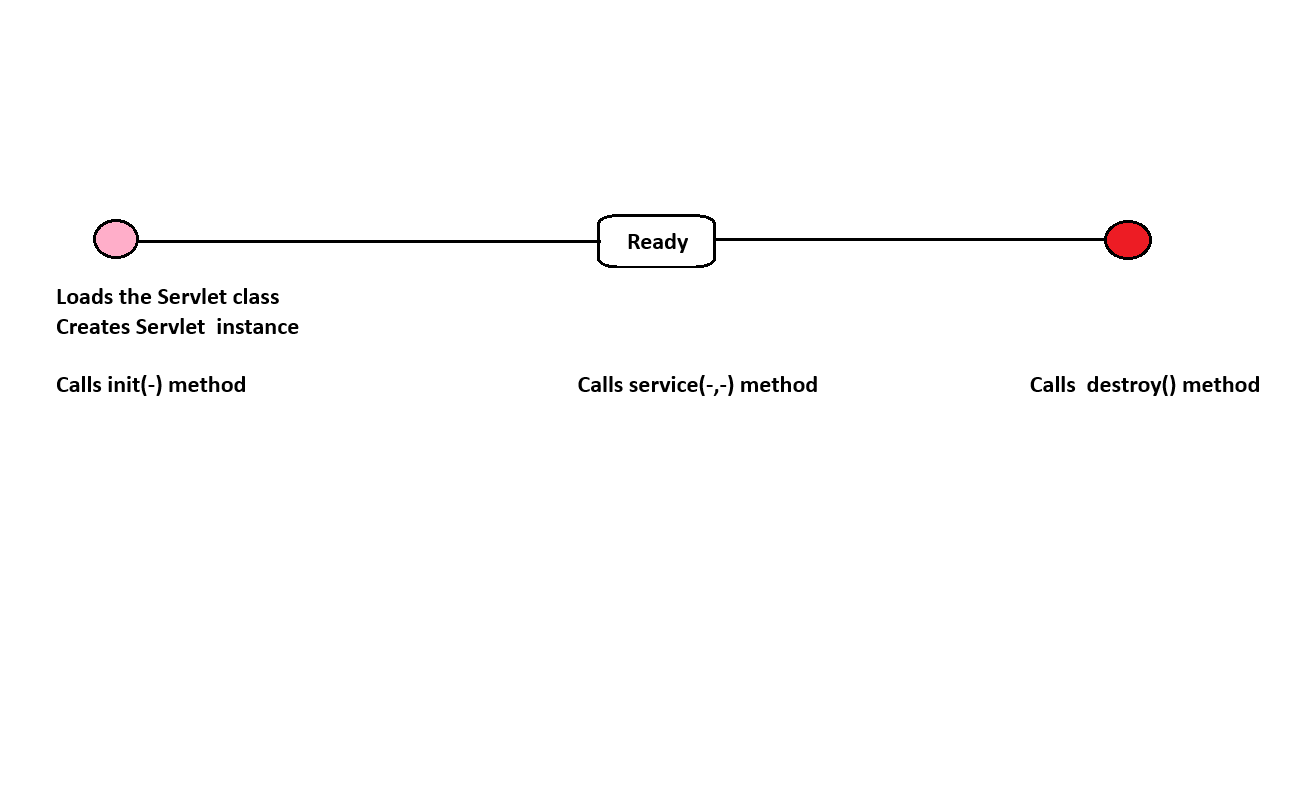 Ready
Loads the Servlet class
Creates Servlet  instance
Calls init(-) method
Calls service(-,-) method
Calls  destroy() method